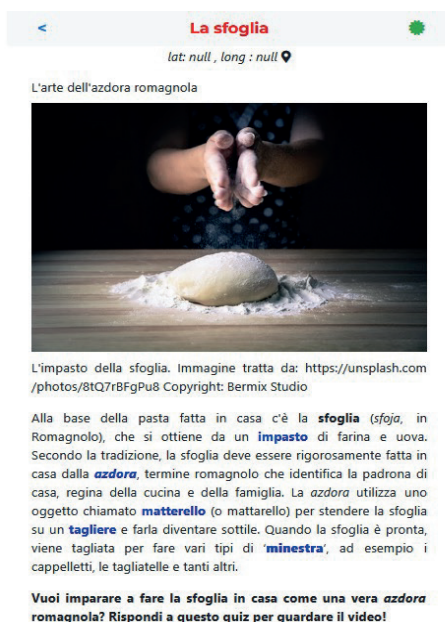 <
La sfoglia
lat: null , long : null
L'arte dell'azdora romagnola
L'impasto della sfoglia. Immagine tratta da: https://unsplash.com
/photos/8tQ7rBFgPu8 Copyright: Bermix Studio
Alla base della pasta fatta in casa c'è la sfoglia (sfoja, in
Romagnolo), che si ottiene da un impasto di farina e uova.
Secondo la tradizione, la sfoglia deve essere rigorosamente fatta in
casa dalla azdora, termine romagnolo che identifica la padrona di
casa, regina della cucina e della famiglia. La azdora utilizza uno
oggetto chiamato matterello (o mattarello) per stendere la sfoglia
su un tagliere e farla diventare sottile. Quando la sfoglia è pronta,
viene tagliata per fare vari tipi di 'minestra', ad esempio i
cappelletti, le tagliatelle e tanti altri.
Vuoi imparare a fare la sfoglia in casa come una vera azdora
romagnola? Rispondi a questo quiz per guardare il video!